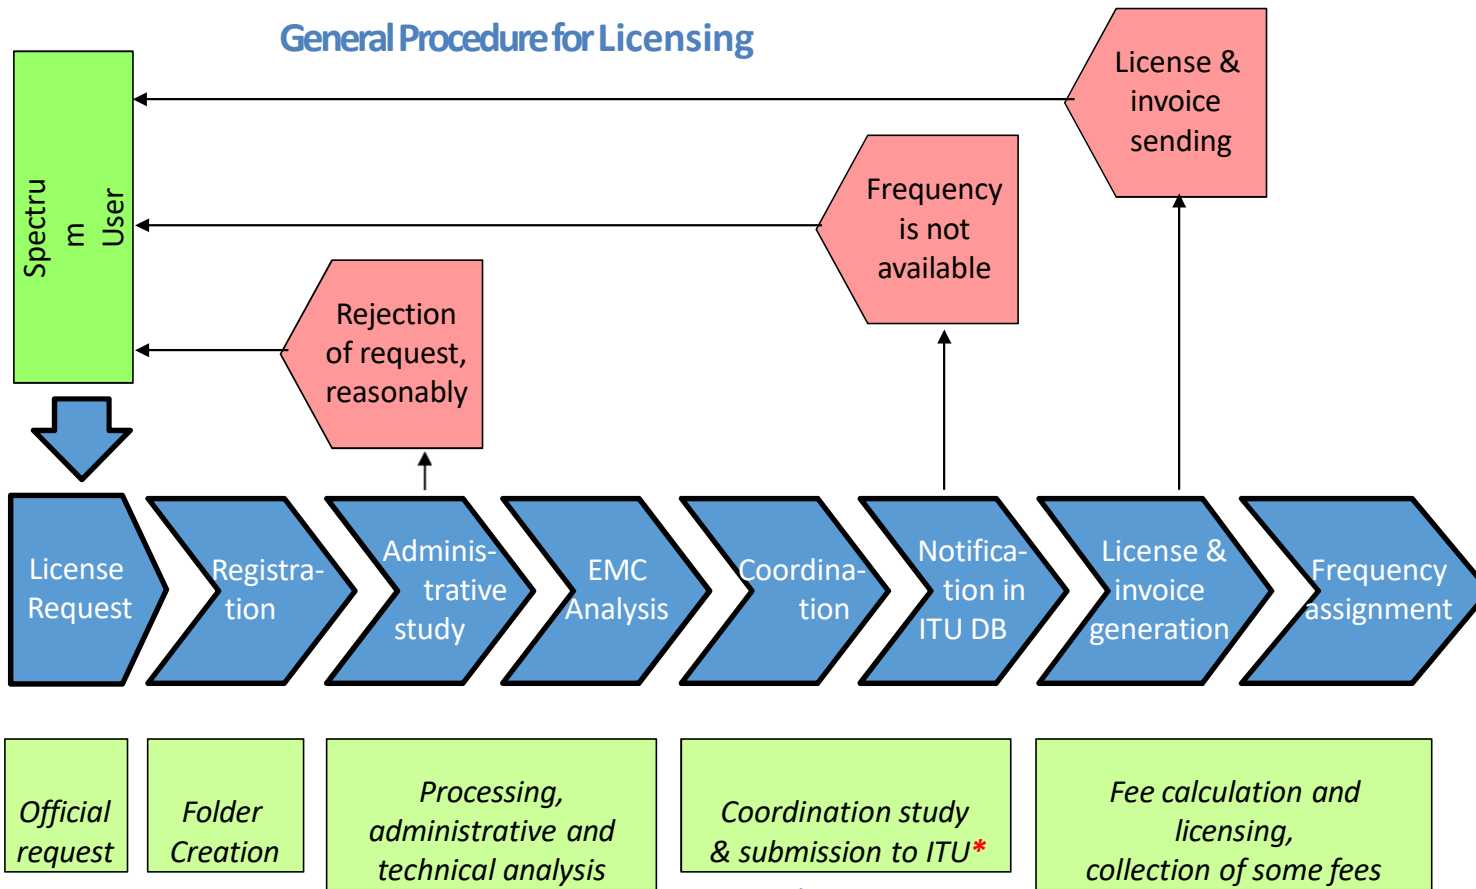 General Procedure for Licensing
License &
invoice
sending
Spectru
m
User
Frequency
is not
available
Rejection
of request,
reasonably
License
Request
Registra-
tion
Adminis-
trative
study
EMC
Analysis
Coordina-
tion
Notifica-
tion in
ITU DB
License &
invoice
generation
Frequency
assignment
Official
request
Folder
Creation
Processing,
administrative and
technical analysis
Coordination study
& submission to ITU*
Fee calculation and
licensing,
collection of some fees